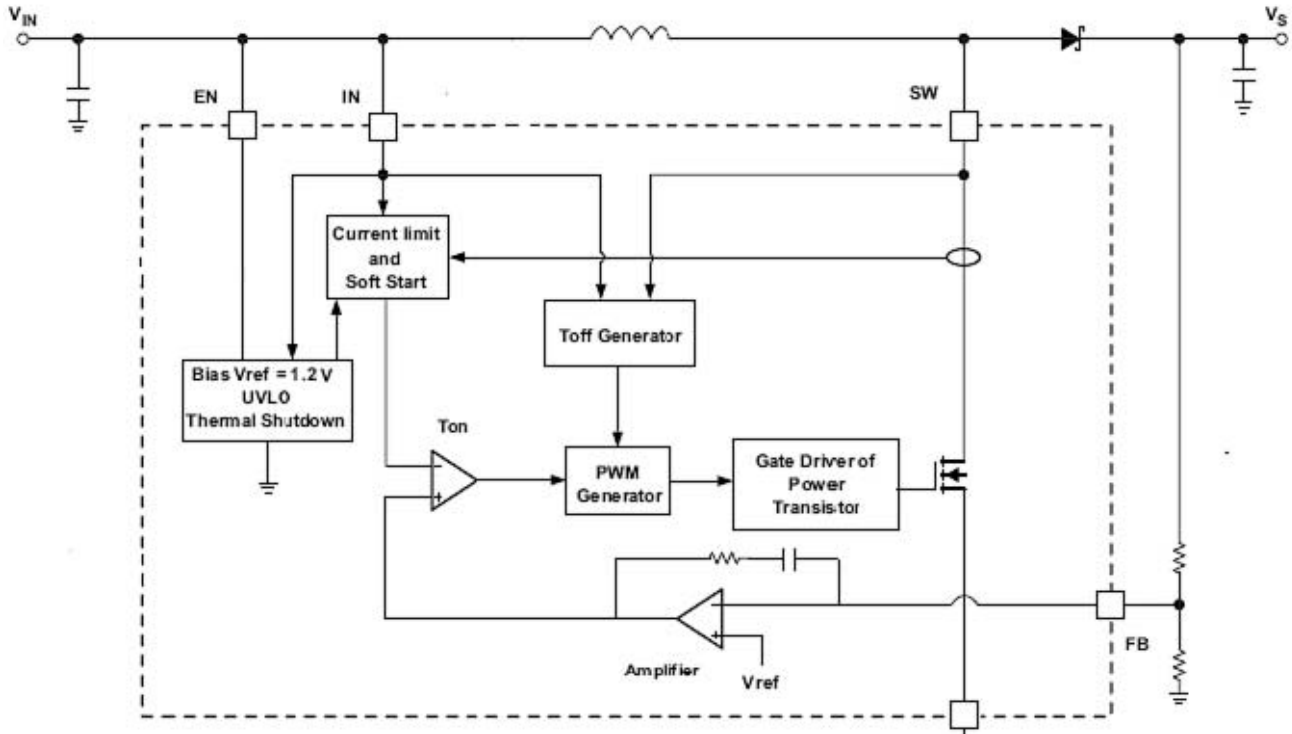 VIN
VS
EN
IN
SW
Current limit
and
Soft Start
Toff Generator
Bias Vref = 1.2 V
UVLO
Thermal Shutdown
Ton
−
+
PWM
Generator
Gate Driver of
Power
Transistor
−
+
Amplifier
Vref
FB